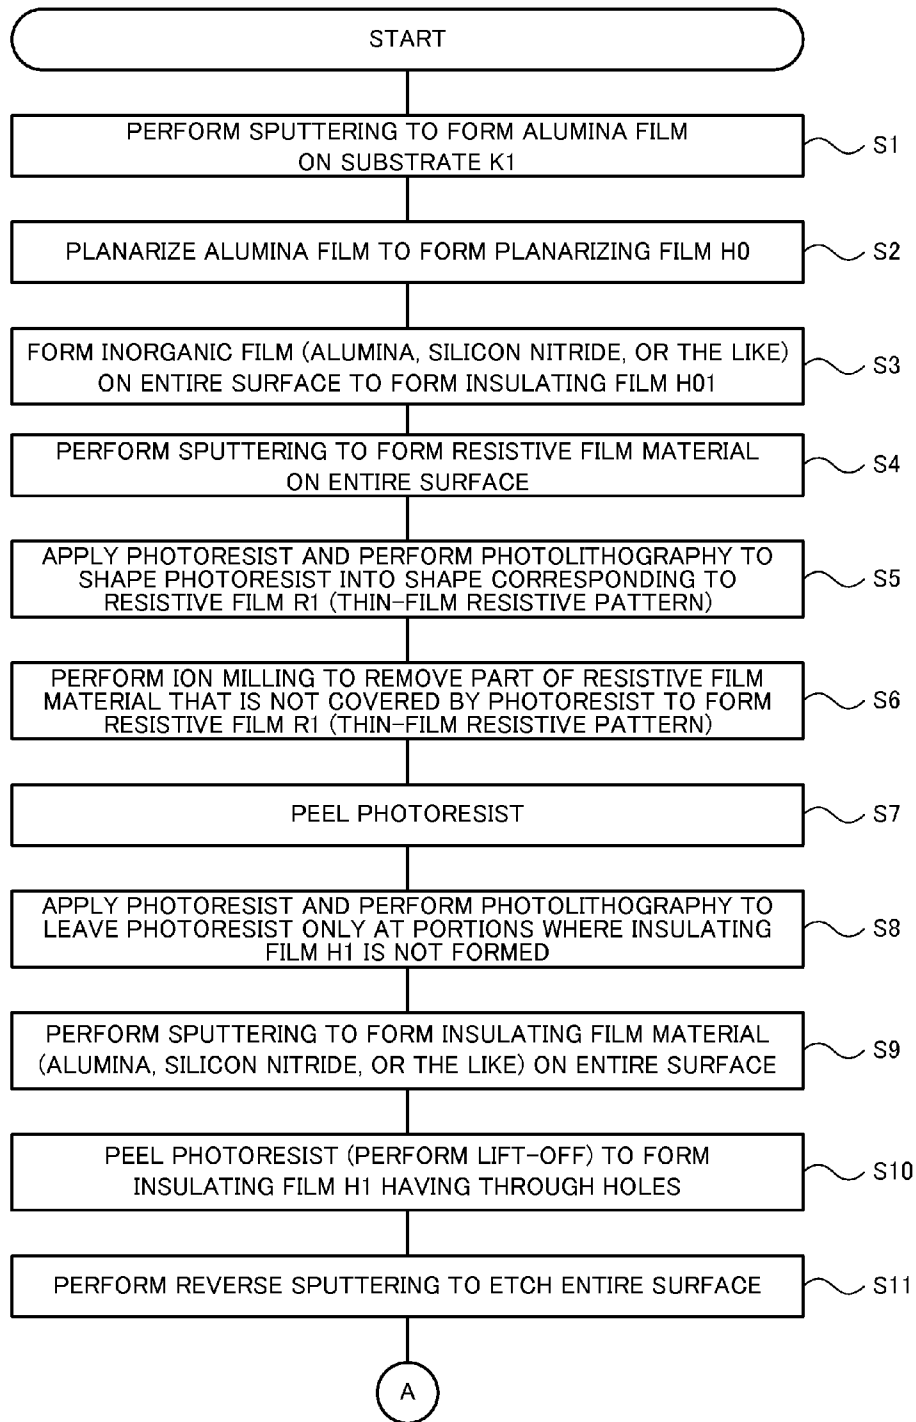 START
PERFORM SPUTTERING TO FORM ALUMINA FILM
ON SUBSTRATE K1
S1
PLANARIZE ALUMINA FILM TO FORM PLANARIZING FILM H0
S2
FORM INORGANIC FILM (ALUMINA, SILICON NITRIDE, OR THE LIKE)
ON ENTIRE SURFACE TO FORM INSULATING FILM H01
S3
PERFORM SPUTTERING TO FORM RESISTIVE FILM MATERIAL
ON ENTIRE SURFACE
S4
APPLY PHOTORESIST AND PERFORM PHOTOLITHOGRAPHY TO
SHAPE PHOTORESIST INTO SHAPE CORRESPONDING TO
RESISTIVE FILM R1 (THIN-FILM RESISTIVE PATTERN)
S5
PERFORM ION MILLING TO REMOVE PART OF RESISTIVE FILM
MATERIAL THAT IS NOT COVERED BY PHOTORESIST TO FORM
RESISTIVE FILM R1 (THIN-FILM RESISTIVE PATTERN)
S6
PEEL PHOTORESIST
S7
APPLY PHOTORESIST AND PERFORM PHOTOLITHOGRAPHY TO
LEAVE PHOTORESIST ONLY AT PORTIONS WHERE INSULATING
FILM H1 IS NOT FORMED
S8
PERFORM SPUTTERING TO FORM INSULATING FILM MATERIAL
(ALUMINA, SILICON NITRIDE, OR THE LIKE) ON ENTIRE SURFACE
S9
PEEL PHOTORESIST (PERFORM LIFT-OFF) TO FORM
INSULATING FILM H1 HAVING THROUGH HOLES
S10
PERFORM REVERSE SPUTTERING TO ETCH ENTIRE SURFACE
S11
A